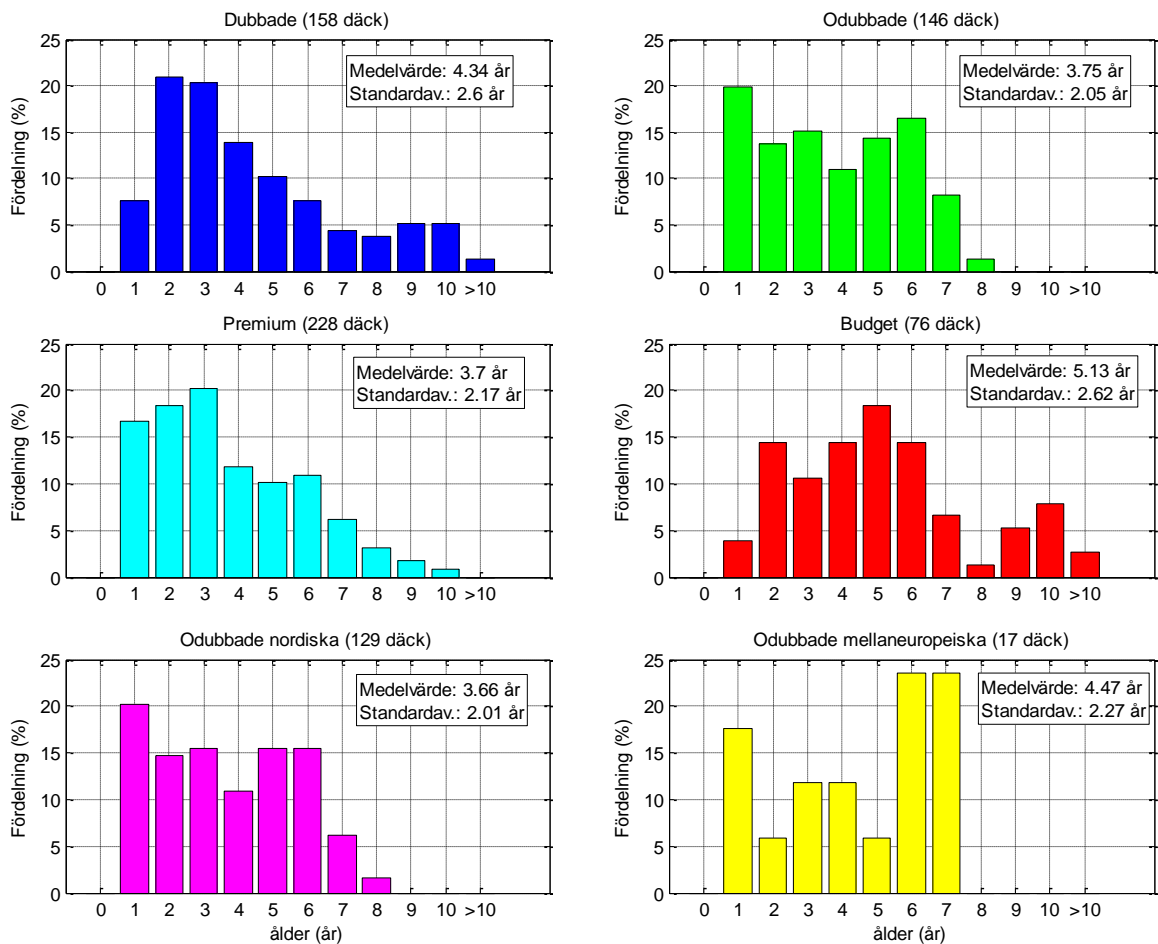 Dubbade (158 däck)
25
20
15
10
5
0
Fördelning (%)
Medelvärde: 4.34 år
Standardav.: 2.6 år
0 1 2 3 4 5 6 7 8 9 10 >10
Odubbade (146 däck)
25
20
15
10
5
0
Fördelning (%)
Medelvärde: 3.75 år
Standardav.: 2.05 år
0 1 2 3 4 5 6 7 8 9 10 >10
Premium (228 däck)
25
20
15
10
5
0
Fördelning (%)
Medelvärde: 3.7 år
Standardav.: 2.17 år
0 1 2 3 4 5 6 7 8 9 10 >10
Budget (76 däck)
25
20
15
10
5
0
Fördelning (%)
Medelvärde: 5.13 år
Standardav.: 2.62 år
0 1 2 3 4 5 6 7 8 9 10 >10
Odubbade nordiska (129 däck)
25
20
15
10
5
0
Fördelning (%)
Medelvärde: 3.66 år
Standardav.: 2.01 år
0 1 2 3 4 5 6 7 8 9 10 >10
ålder (år)
Odubbade mellaneuropeiska (17 däck)
25
20
15
10
5
0
Fördelning (%)
Medelvärde: 4.47 år
Standardav.: 2.27 år
0 1 2 3 4 5 6 7 8 9 10 >10
ålder (år)